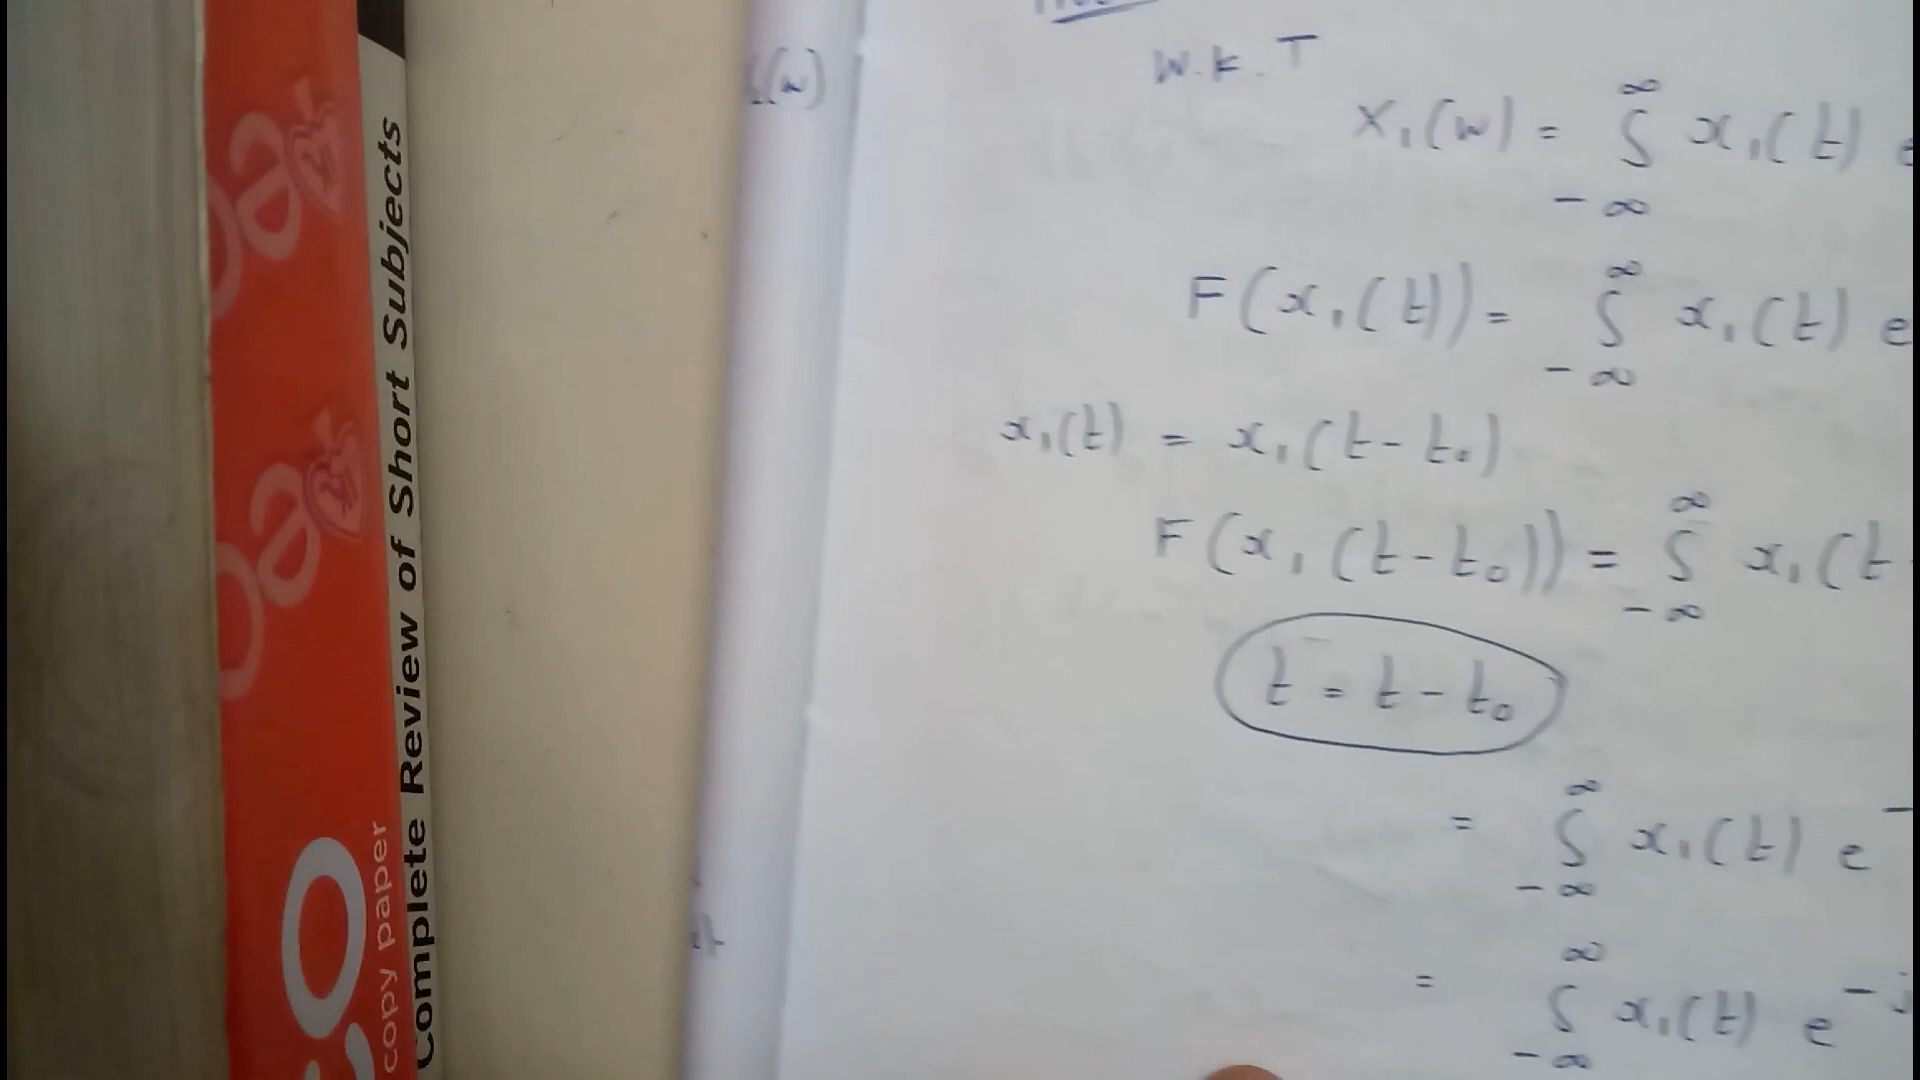 Complete Review of Short Subjects
copy paper
W.K.T
X₁(w) = ∫ x₁(t) e
∞
-∞
F(x₁(t)) = ∫ x₁(t) e
∞
-∞
x₁(t) = x₁(t-t₀)
F(x₁(t-t₀)) = ∫ x₁(t-
∞
-∞
t = t - t₀
= ∫ x₁(t) e⁻
∞
-∞
= ∫ x₁(t) e⁻ʲ
∞
-∞